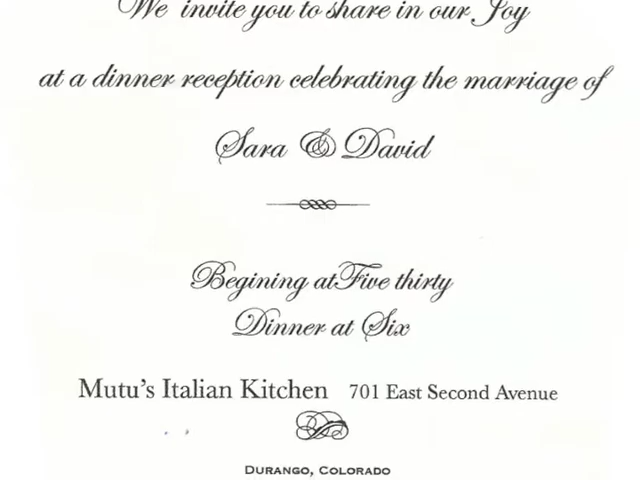 We invite you to share in our Joy
at a dinner reception celebrating the marriage of
Sara & David
Begining at Five thirty
Dinner at Six
Mutu's Italian Kitchen 701 East Second Avenue
DURANGO, COLORADO